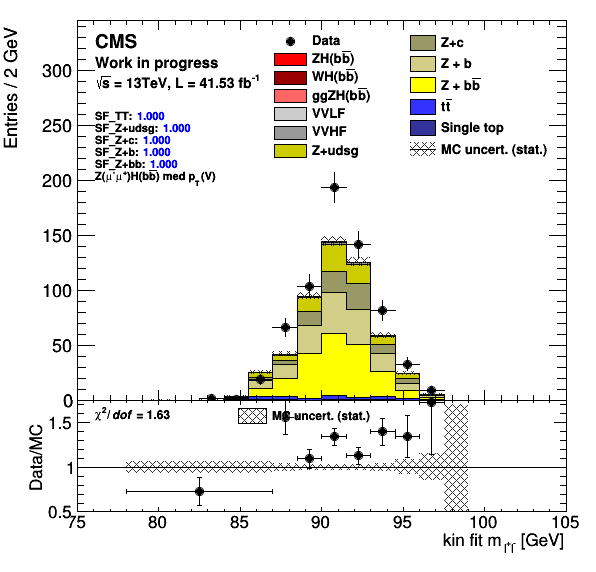 CMS
Work in progress
√s = 13TeV, L = 41.53 fb⁻¹
SF_TT: 1.000
SF_Z+udsg: 1.000
SF_Z+c: 1.000
SF_Z+b: 1.000
SF_Z+bb: 1.000
Z(μ⁻μ⁺)H(bb̅) med p_T(V)
Data
ZH(bb̅)
WH(bb̅)
ggZH(bb̅)
VVLF
VVHF
Z+udsg
Z+c
Z + b
Z + bb̅
tt̅
Single top
MC uncert. (stat.)
Entries / 2 GeV
300
250
200
150
100
50
0
χ²/dof = 1.63
MC uncert. (stat.)
Data/MC
1.5
1
0.5
75 80 85 90 95 100 105
kin fit m_l⁺l⁻ [GeV]